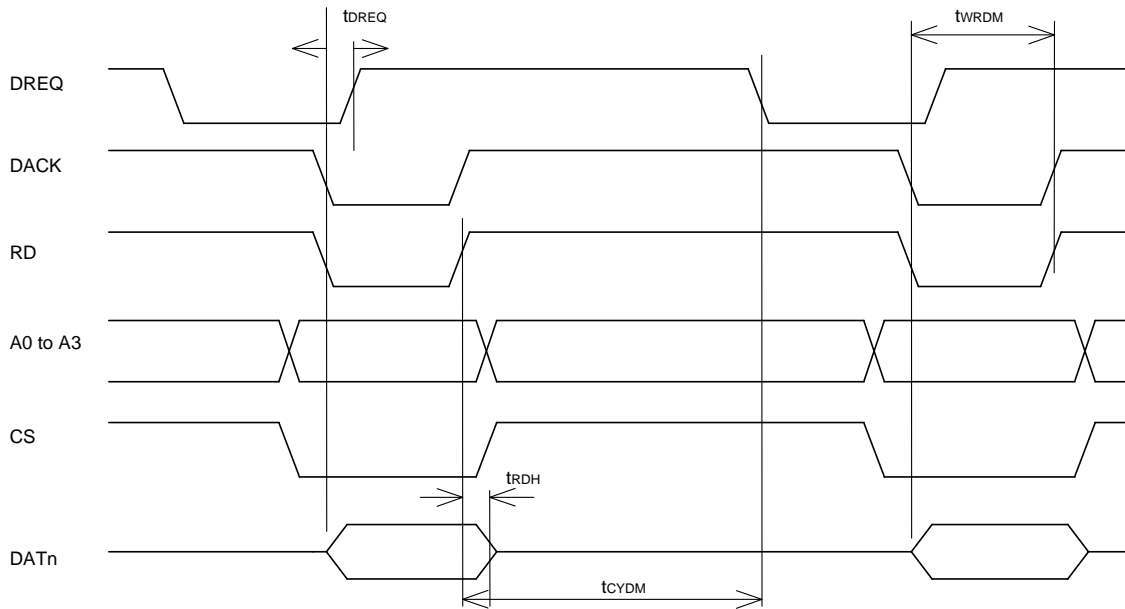 tDREQ
tWRDM
DREQ
DACK
RD
A0 to A3
CS
tRDH
DATn
tCYDM